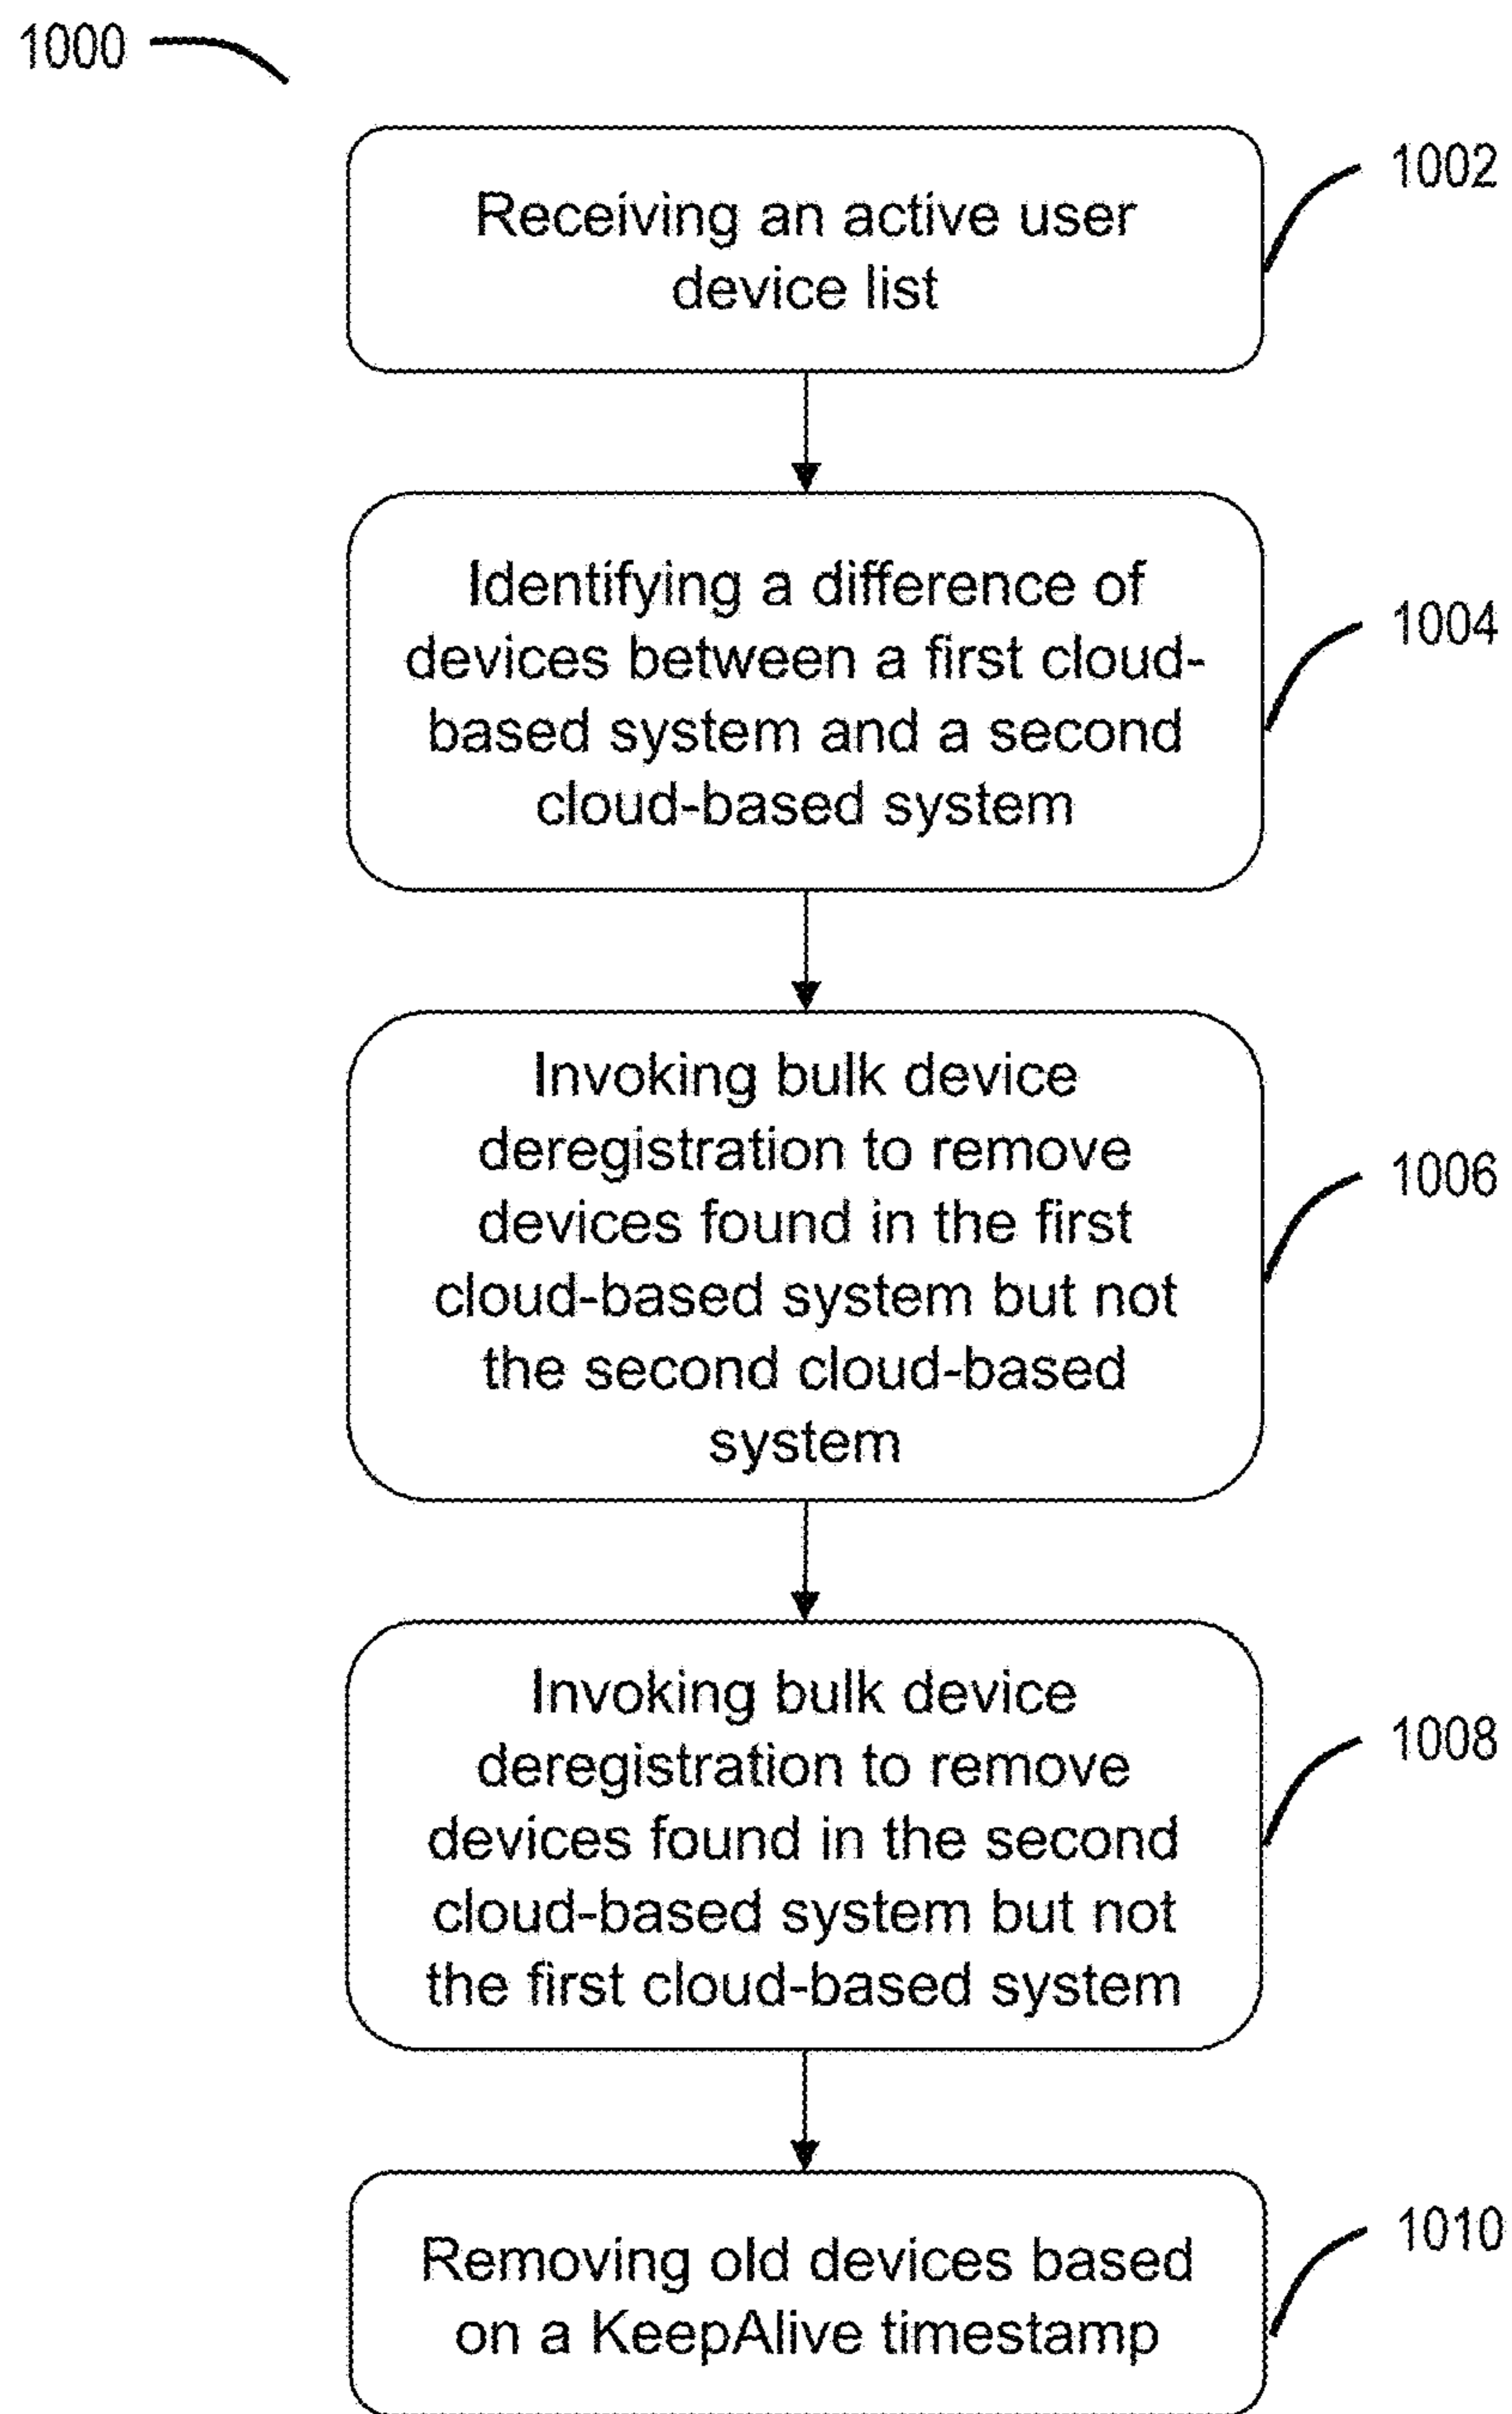 1000
Receiving an active user
device list
1002
Identifying a difference of
devices between a first cloud-
based system and a second
cloud-based system
1004
Invoking bulk device
deregistration to remove
devices found in the first
cloud-based system but not
the second cloud-based
system
1006
Invoking bulk device
deregistration to remove
devices found in the second
cloud-based system but not
the first cloud-based system
1008
Removing old devices based
on a KeepAlive timestamp
1010